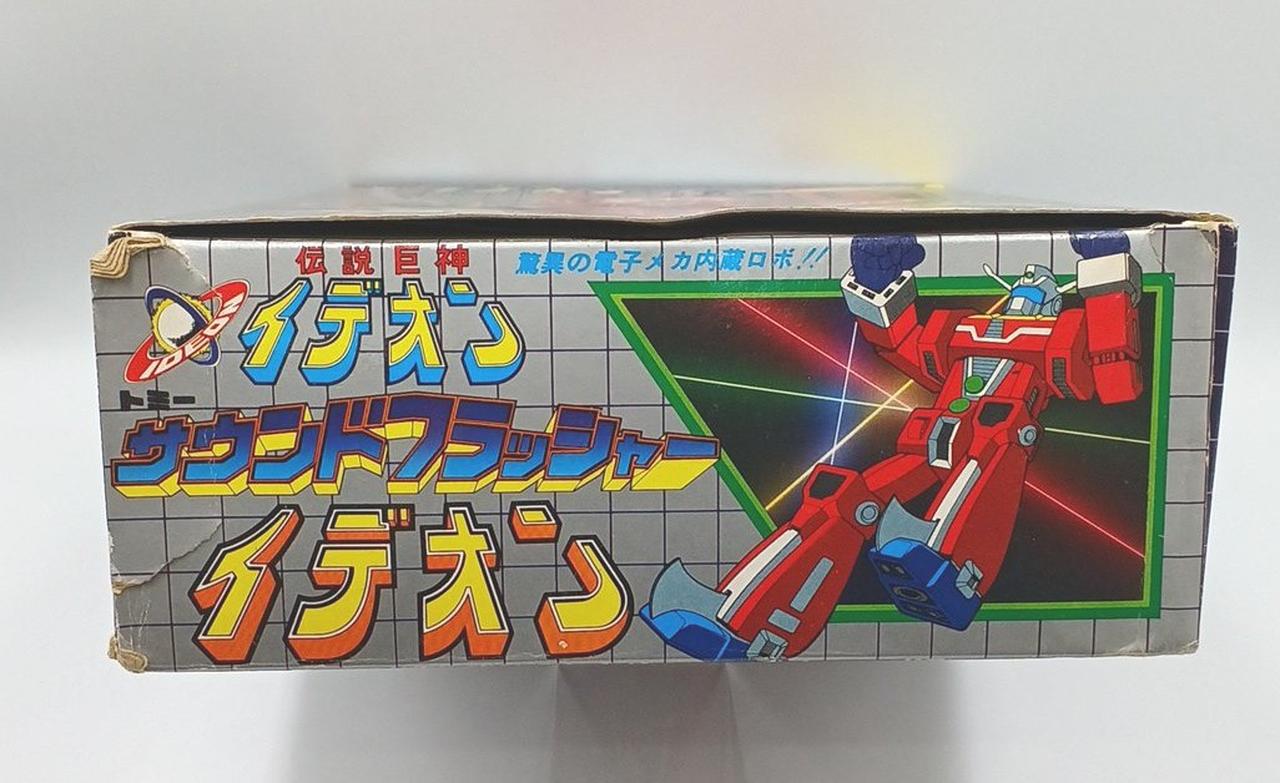 伝説巨神
驚異の電子メカ内蔵ロボ!!
IDEON
イデオン
トミー
サウンドフラッシャー
イデオン